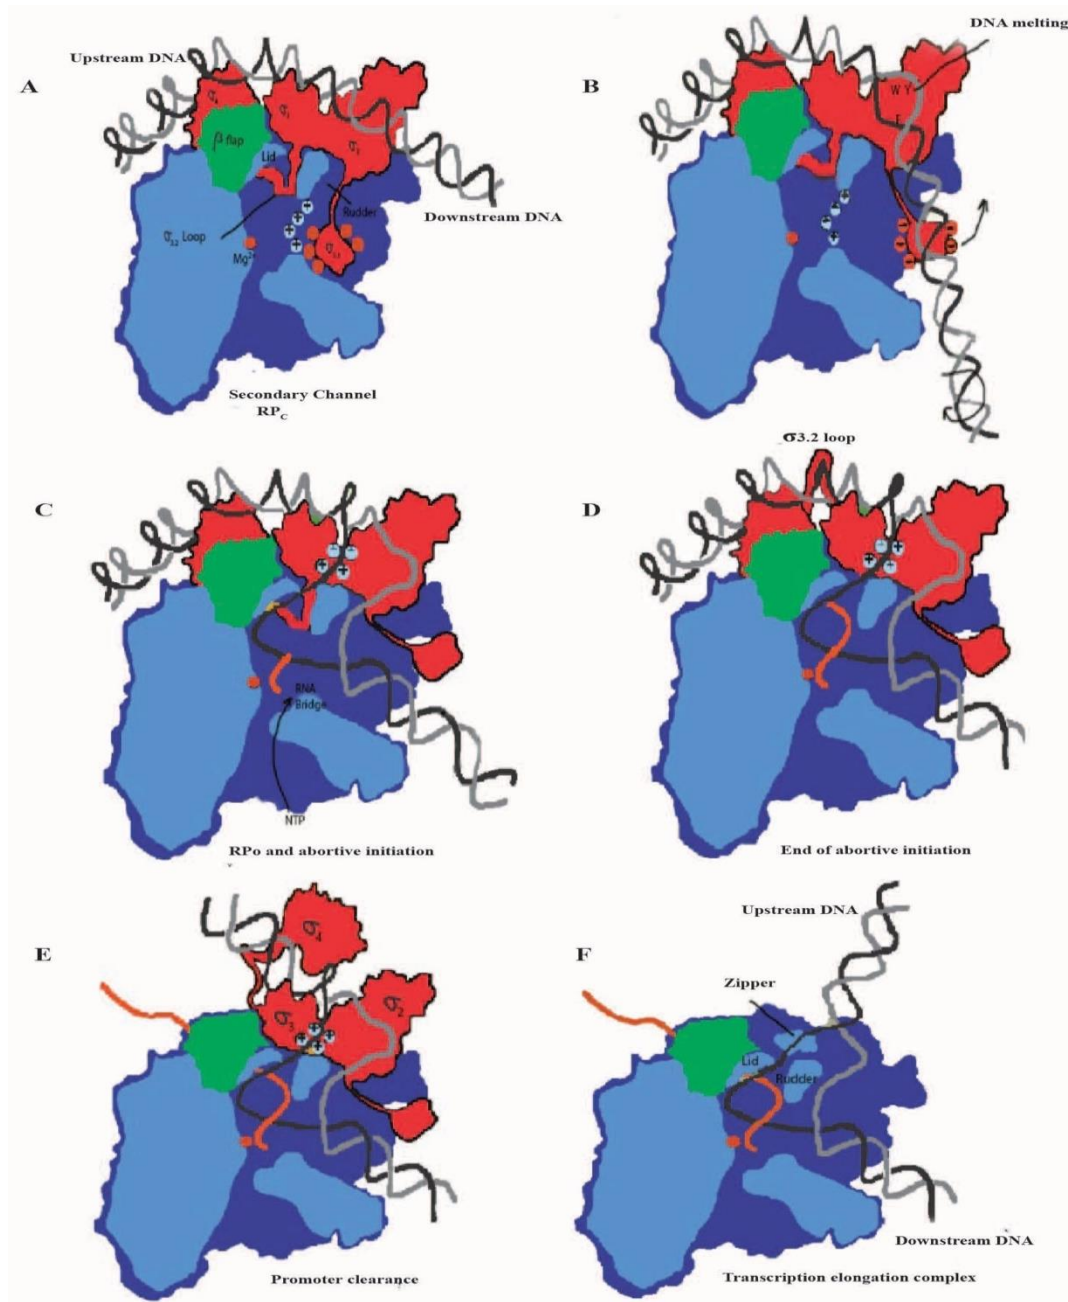 Upstream DNA
A
σ4
σ3
β flap
σ2
Lid
Rudder
Downstream DNA
σ3.2 Loop
Mg2+
+
+
+
+
Secondary Channel
RPC
DNA melting
B
W Y
+
+
+
+
-
-
-
-
C
+
+
+
RNA
Bridge
NTP
RPo and abortive initiation
σ3.2 loop
D
+
+
+
End of abortive initiation
E
σ4
σ3
σ2
+
+
+
+
Promoter clearance
Upstream DNA
F
Zipper
Lid
Rudder
Downstream DNA
Transcription elongation complex